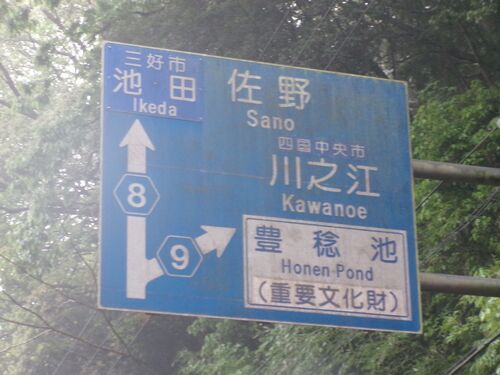 三好市
池田
Ikeda
佐野
Sano
四国中央市
川之江
Kawanoe
8
9
豊稔池
Honen Pond
(重要文化財)